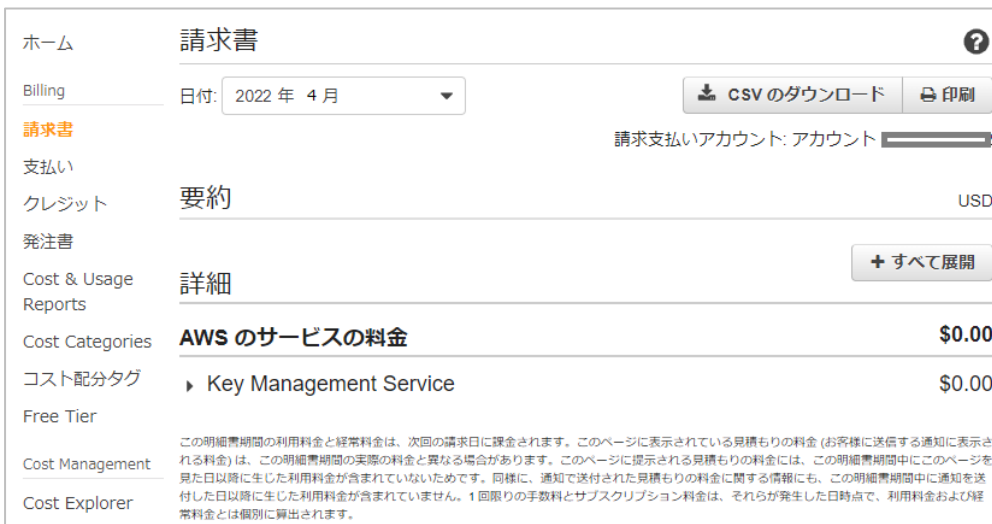 ホーム
Billing
請求書
支払い
クレジット
発注書
Cost & Usage
Reports
Cost Categories
コスト配分タグ
Free Tier
Cost Management
Cost Explorer
請求書
日付: 2022 年 4 月
CSV のダウンロード 印刷
請求支払いアカウント: アカウント
要約 USD
すべて展開
詳細
AWS のサービスの料金 $0.00
Key Management Service $0.00
この明細書期間の利用料金と経常料金は、次回の請求日に課金されます。このページに表示されている見積もりの料金 (お客様に送信する通知に表示さ
れる料金) は、この明細書期間の実際の料金と異なる場合があります。このページに提示される見積もりの料金には、この明細書期間中にこのページを
見た日以降に生じた利用料金が含まれていないためです。同様に、通知で送付された見積もりの料金に関する情報にも、この明細書期間中に通知を送
付した日以降に生じた利用料金が含まれていません。1 回限りの手数料とサブスクリプション料金は、それらが発生した日時点で、利用料金および経
常料金とは個別に算出されます。